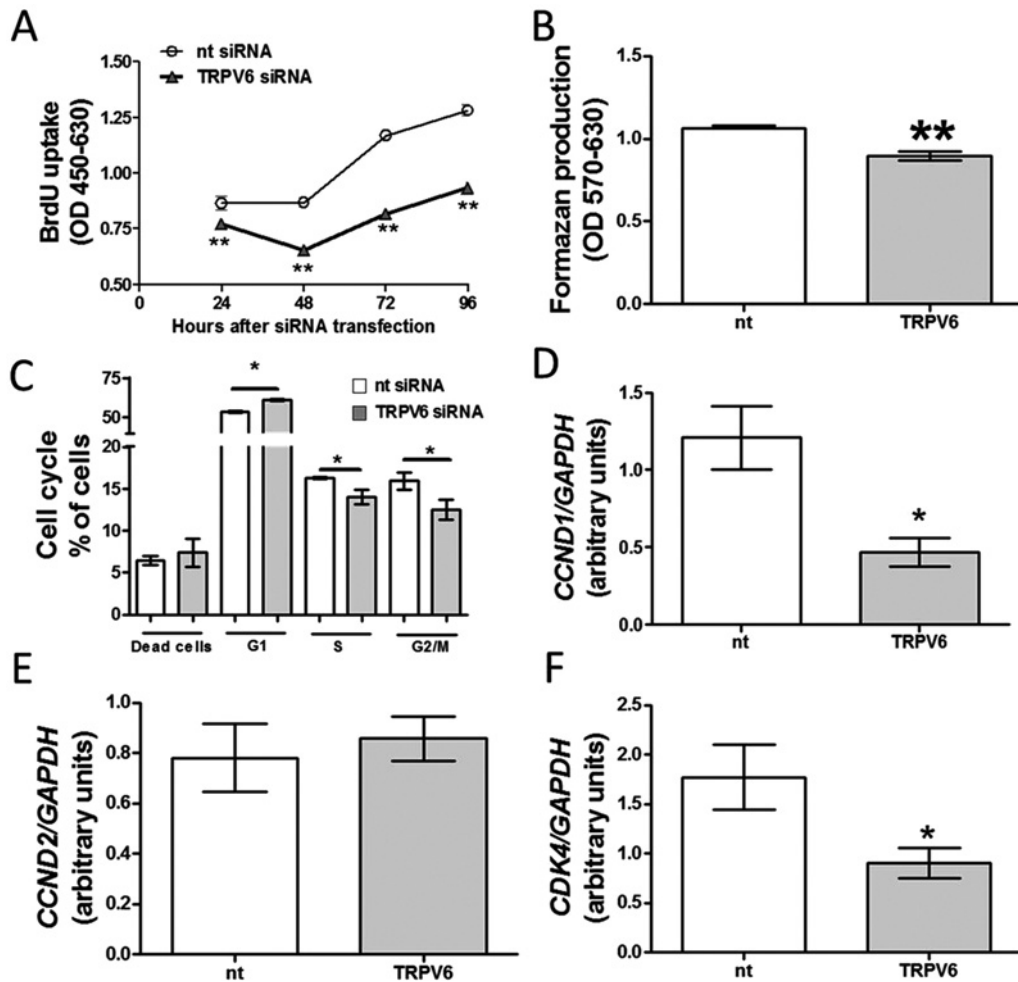 A
nt siRNA
TRPV6 siRNA
BrdU uptake
(OD 450-630)
1.50
1.25
1.00
0.75
0.50
** ** ** **
0 24 48 72 96
Hours after siRNA transfection
B
Formazan production
(OD 570-630)
1.5
1.0
0.5
0.0
**
nt TRPV6
C
nt siRNA
TRPV6 siRNA
Cell cycle
% of cells
75
50
25
20
15
10
5
0
* * *
Dead cells G1 S G2/M
D
CCND1/GAPDH
(arbitrary units)
1.5
1.0
0.5
0.0
*
nt TRPV6
E
CCND2/GAPDH
(arbitrary units)
1.0
0.8
0.6
0.4
0.2
0.0
nt TRPV6
F
CDK4/GAPDH
(arbitrary units)
2.5
2.0
1.5
1.0
0.5
0.0
*
nt TRPV6